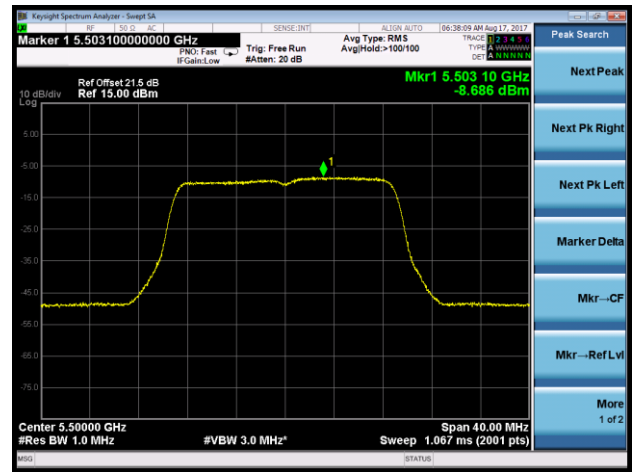 Keysight Spectrum Analyzer - Swept SA
RF 50 Ω AC SENSE:INT ALIGN AUTO 06:38:09 AM Aug 17, 2017
Marker 1 5.503100000000 GHz
PNO: Fast
IFGain:Low
Trig: Free Run
#Atten: 20 dB
Avg Type: RMS
Avg|Hold:>100/100
TRACE 1 2 3 4 5 6
TYPE A WWWWW
DET A NNNNN
Peak Search
Ref Offset 21.5 dB
10 dB/div Ref 15.00 dBm
Log
Mkr1 5.503 10 GHz
-8.686 dBm
5.00
-5.00
-15.0
-25.0
-35.0
-45.0
-55.0
-65.0
-75.0
1
Center 5.50000 GHz Span 40.00 MHz
#Res BW 1.0 MHz #VBW 3.0 MHz* Sweep 1.067 ms (2001 pts)
MSG STATUS
Next Peak
Next Pk Right
Next Pk Left
Marker Delta
Mkr→CF
Mkr→Ref Lvl
More
1 of 2